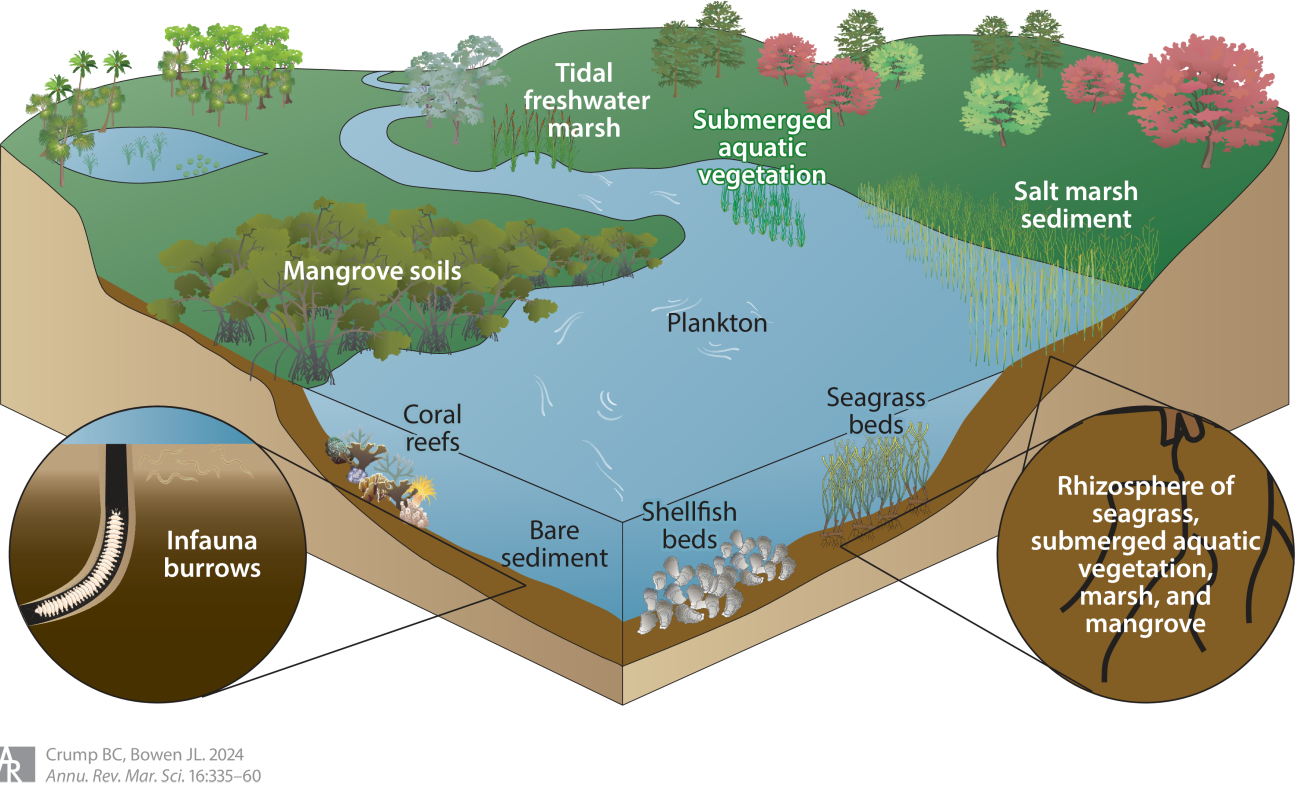 Tidal
freshwater
marsh
Submerged
aquatic
vegetation
Salt marsh
sediment
Mangrove soils
Plankton
Coral
reefs
Seagrass
beds
Shellfish
beds
Bare
sediment
Infauna
burrows
Rhizosphere of
seagrass,
submerged aquatic
vegetation,
marsh, and
mangrove
AR
Crump BC, Bowen JL. 2024
Annu. Rev. Mar. Sci. 16:335–60